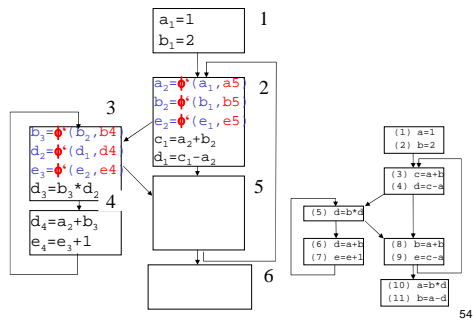 1
a₁=1
b₁=2
2
a₂=ϕ‘(a₁,a5)
b₂=ϕ‘(b₁,b5)
e₂=ϕ‘(e₁,e5)
c₁=a₂+b₂
d₁=c₁-a₂
3
b₃=ϕ‘(b₂,b4)
d₂=ϕ‘(d₁,d4)
e₃=ϕ‘(e₂,e4)
d₃=b₃*d₂
4
d₄=a₂+b₃
e₄=e₃+1
5
6
(1) a=1
(2) b=2
(3) c=a+b
(4) d=c-a
(5) d=b*d
(6) d=a+b
(7) e=e+1
(8) b=a+b
(9) e=c-a
(10) a=b*d
(11) b=a-d
54